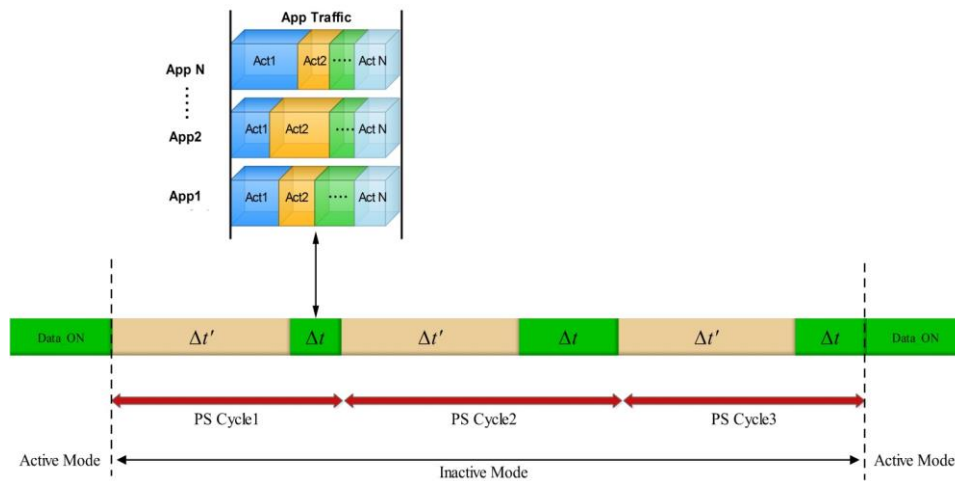 App Traffic
App N
Act1 Act2 .... Act N
App2
Act1 Act2 .... Act N
App1
Act1 Act2 .... Act N
Data ON Δt′ Δt Δt′ Δt Δt′ Δt Data ON
PS Cycle1 PS Cycle2 PS Cycle3
Active Mode Inactive Mode Active Mode